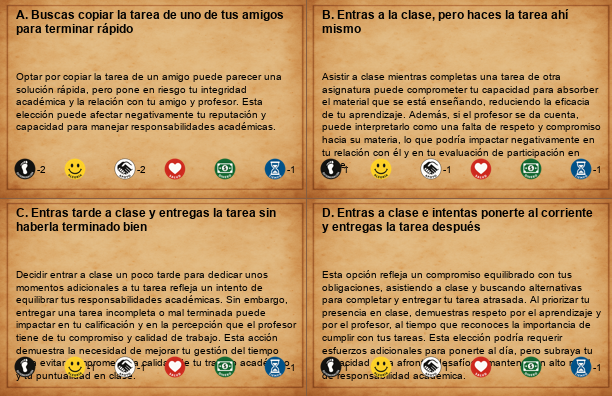 A. Buscas copiar la tarea de uno de tus amigos
para terminar rápido
Optar por copiar la tarea de un amigo puede parecer una
solución rápida, pero pone en riesgo tu integridad
académica y la relación con tu amigo y profesor. Esta
elección puede afectar negativamente tu reputación y
capacidad para manejar responsabilidades académicas.
-2
-2
-1
B. Entras a la clase, pero haces la tarea ahí
mismo
Asistir a clase mientras completas una tarea de otra
asignatura puede comprometer tu capacidad para absorber
el material que se está enseñando, reduciendo la eficacia
de tu aprendizaje. Además, si el profesor se da cuenta,
puede interpretarlo como una falta de respeto y compromiso
hacia su materia, lo que podría impactar negativamente en
tu relación con él y en tu evaluación de participación en
-1
-1
C. Entras tarde a clase y entregas la tarea sin
haberla terminado bien
Decidir entrar a clase un poco tarde para dedicar unos
momentos adicionales a tu tarea refleja un intento de
equilibrar tus responsabilidades académicas. Sin embargo,
entregar una tarea incompleta o mal terminada puede
impactar en tu calificación y en la percepción que el profesor
tiene de tu compromiso y calidad de trabajo. Esta acción
demuestra la necesidad de mejorar tu gestión del tiempo
evitar de tu
y tu puntualidad en clase.
-1
D. Entras a clase e intentas ponerte al corriente
y entregas la tarea después
Esta opción refleja un compromiso equilibrado con tus
obligaciones, asistiendo a clase y buscando alternativas
para completar y entregar tu tarea atrasada. Al priorizar tu
presencia en clase, demuestras respeto por el aprendizaje y
por el profesor, al tiempo que reconoces la importancia de
cumplir con tus tareas. Esta elección podría requerir
esfuerzos adicionales para ponerte al día, pero subraya tu
alto
de responsabilidad académica.
-1